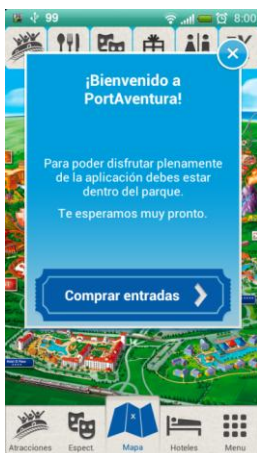 99 8:00
¡Bienvenido a
PortAventura!
Para poder disfrutar plenamente
de la aplicación debes estar
dentro del parque.
Te esperamos muy pronto.
Comprar entradas
Atracciones Espect. Mapa Hoteles Menu